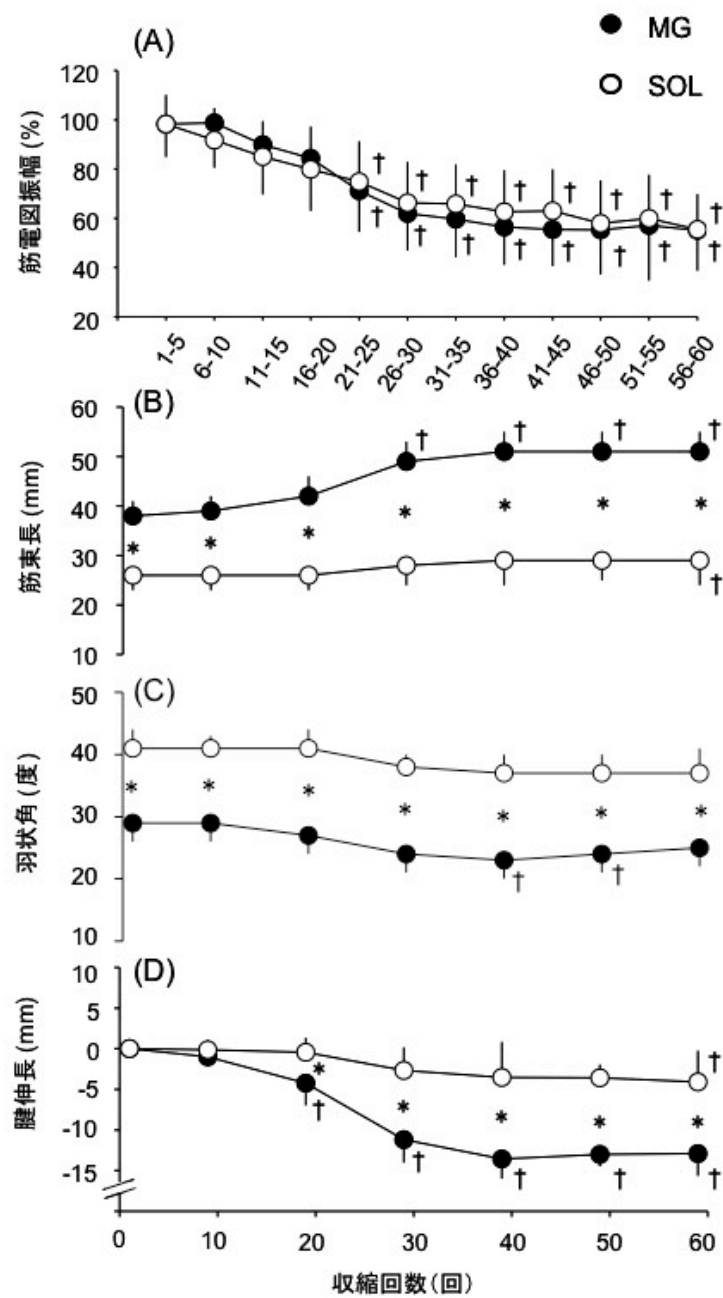 (A)
MG
SOL
筋電図振幅 (%)
120
100
80
60
40
20
† † † † † † † †
† † † † † † † †
1-5
6-10
11-15
16-20
21-25
26-30
31-35
36-40
41-45
46-50
51-55
56-60
(B)
筋束長 (mm)
60
50
40
30
20
10
† † † †
* * * * * * *
†
(C)
羽状角 (度)
50
40
30
20
10
* * * * * * *
† †
(D)
腱伸長 (mm)
10
5
0
-5
-10
-15
†
* * * * *
† † † † †
0 10 20 30 40 50 60
収縮回数 (回)